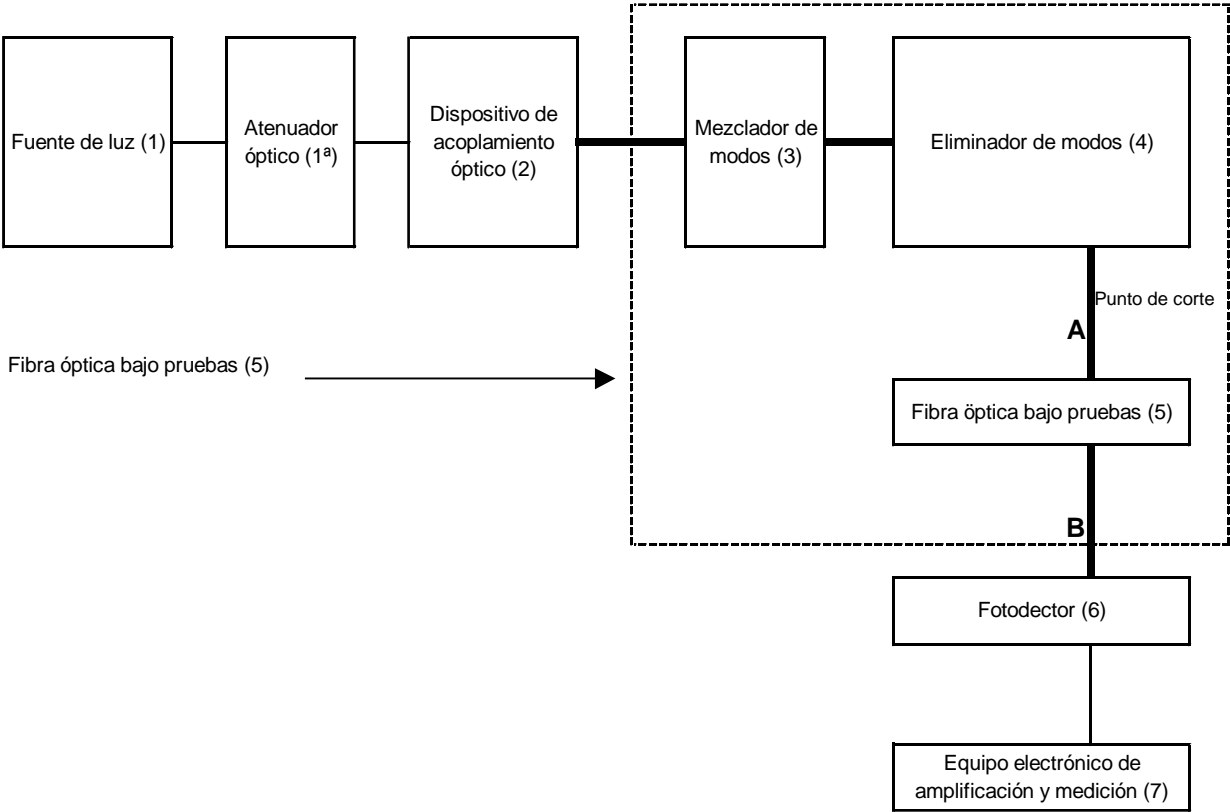 Fuente de luz (1)
Atenuador
óptico (1ª)
Dispositivo de
acoplamiento
óptico (2)
Mezclador de
modos (3)
Eliminador de modos (4)
Punto de corte
A
Fibra óptica bajo pruebas (5)
Fibra öptica bajo pruebas (5)
B
Fotodector (6)
Equipo electrónico de
amplificación y medición (7)